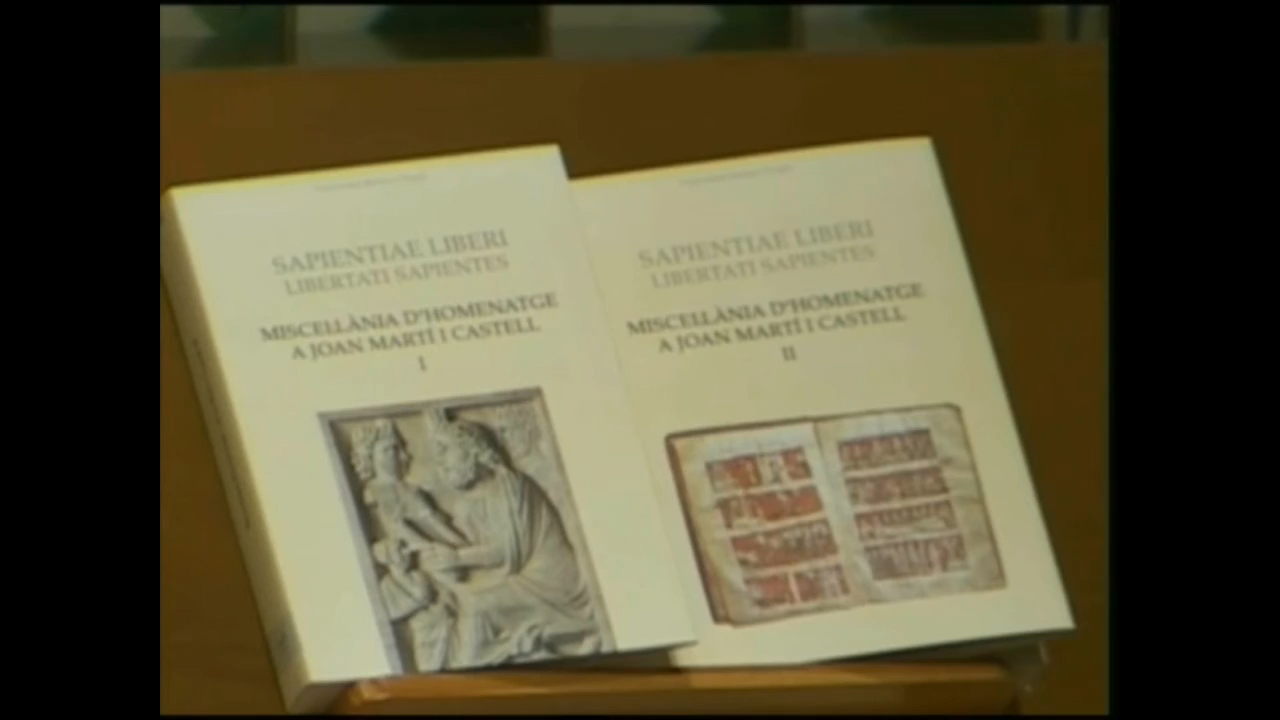 SAPIENTIAE LIBERI
LIBERTATI SAPIENTES
MISCEL·LÀNIA D'HOMENATGE
A JOAN MARTÍ I CASTELL
I
SAPIENTIAE LIBERI
LIBERTATI SAPIENTES
MISCEL·LÀNIA D'HOMENATGE
A JOAN MARTÍ I CASTELL
II